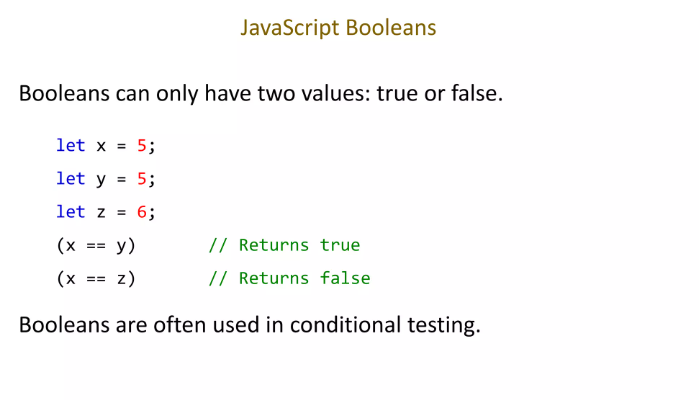 JavaScript Booleans
Booleans can only have two values: true or false.
let x = 5;
let y = 5;
let z = 6;
(x == y)       // Returns true
(x == z)       // Returns false
Booleans are often used in conditional testing.